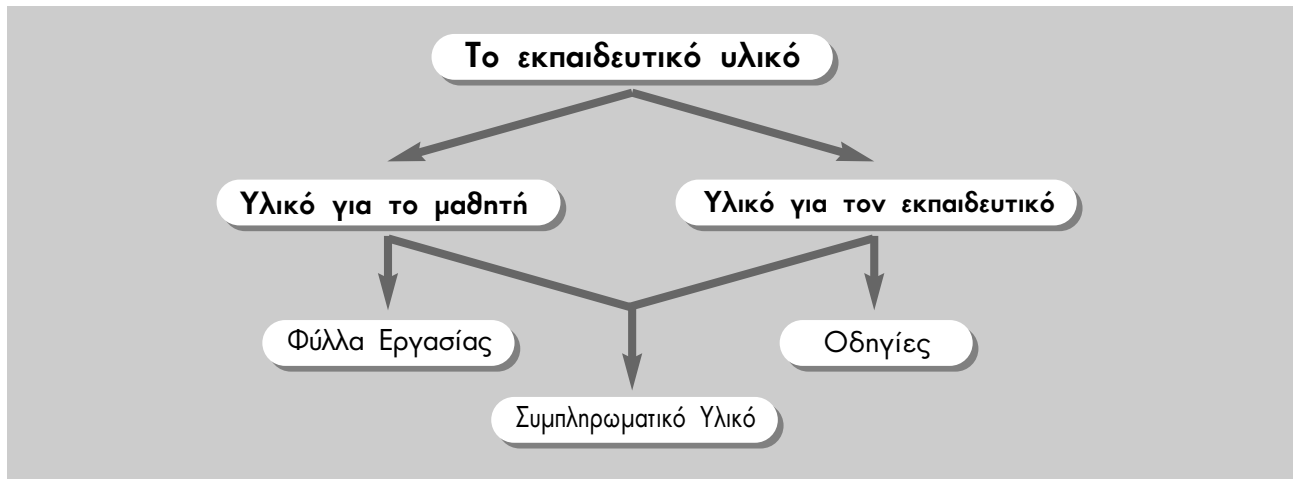 Το εκπαιδευτικό υλικό
Υλικό για το μαθητή
Υλικό για τον εκπαιδευτικό
Φύλλα Εργασίας
Οδηγίες
Συμπληρωματικό Υλικό